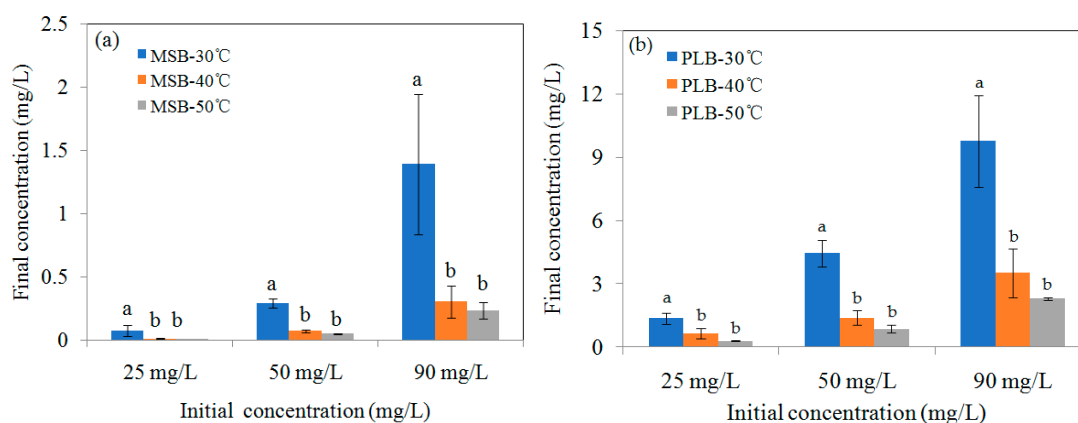 (a)
MSB-30℃
MSB-40℃
MSB-50℃
Final concentration (mg/L)
2.5
2
1.5
1
0.5
0
a
b b
a
b
b
a
b
b
25 mg/L 50 mg/L 90 mg/L
Initial concentration (mg/L)
(b)
PLB-30℃
PLB-40℃
PLB-50℃
Final concentration (mg/L)
15
12
9
6
3
0
a
b
b
a
b
b
a
b
b
25 mg/L 50 mg/L 90 mg/L
Initial concentration (mg/L)